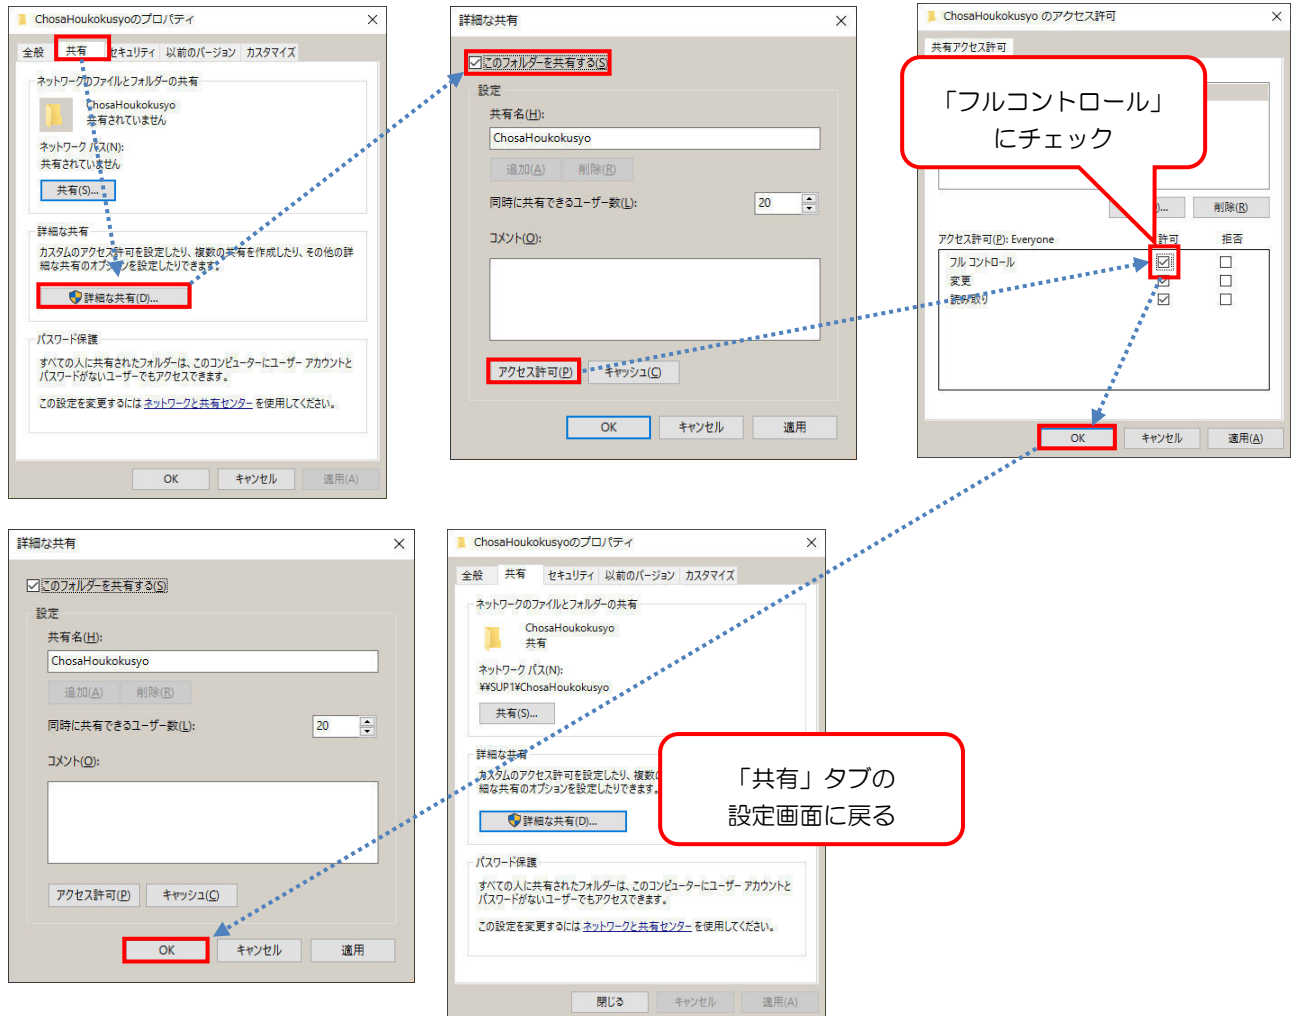 ChosaHoukokusyoのプロパティ
全般 共有 セキュリティ 以前のバージョン カスタマイズ
ネットワークのファイルとフォルダーの共有
ChosaHoukokusyo
共有されていません
ネットワーク パス(N):
共有されていません
共有(S)...
詳細な共有
カスタムのアクセス許可を設定したり、複数の共有を作成したり、その他の詳
細な共有のオプションを設定したりできます。
詳細な共有(D)...
パスワード保護
すべての人に共有されたフォルダーは、このコンピューターにユーザー アカウントと
パスワードがないユーザーでもアクセスできます。
この設定を変更するには ネットワークと共有センター を使用してください。
OK キャンセル 適用(A)
詳細な共有
このフォルダーを共有する(S)
設定
共有名(H):
ChosaHoukokusyo
追加(A) 削除(R)
同時に共有できるユーザー数(L): 20
コメント(O):
アクセス許可(P) キャッシュ(C)
OK キャンセル 適用
ChosaHoukokusyo のアクセス許可
共有アクセス許可
「フルコントロール」
にチェック
)... 削除(R)
アクセス許可(P): Everyone 許可 拒否
フル コントロール
変更
読み取り
OK キャンセル 適用(A)
詳細な共有
このフォルダーを共有する(S)
設定
共有名(H):
ChosaHoukokusyo
追加(A) 削除(R)
同時に共有できるユーザー数(L): 20
コメント(O):
アクセス許可(P) キャッシュ(C)
OK キャンセル 適用
ChosaHoukokusyoのプロパティ
全般 共有 セキュリティ 以前のバージョン カスタマイズ
ネットワークのファイルとフォルダーの共有
ChosaHoukokusyo
共有
ネットワーク パス(N):
¥¥SUP1¥ChosaHoukokusyo
共有(S)...
詳細な共有
カスタムのアクセス許可を設定したり、複数の
細な共有のオプションを設定したりできます。
詳細な共有(D)...
「共有」タブの
設定画面に戻る
パスワード保護
すべての人に共有されたフォルダーは、このコンピューターにユーザー アカウントと
パスワードがないユーザーでもアクセスできます。
この設定を変更するには ネットワークと共有センター を使用してください。
閉じる キャンセル 適用(A)